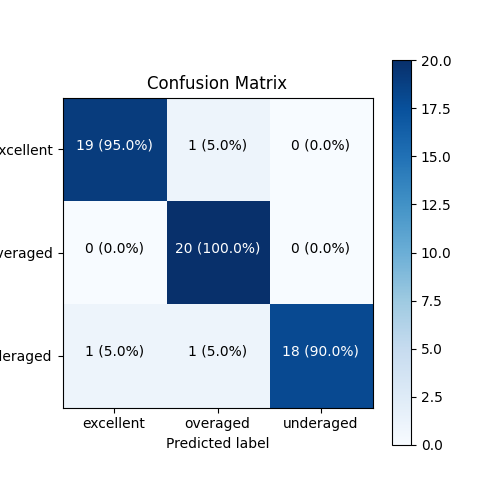 Confusion Matrix
20.0
17.5
15.0
12.5
10.0
7.5
5.0
2.5
0.0
xcellent 19 (95.0%) 1 (5.0%) 0 (0.0%)
veraged 0 (0.0%) 20 (100.0%) 0 (0.0%)
leraged 1 (5.0%) 1 (5.0%) 18 (90.0%)
excellent overaged underaged
Predicted label